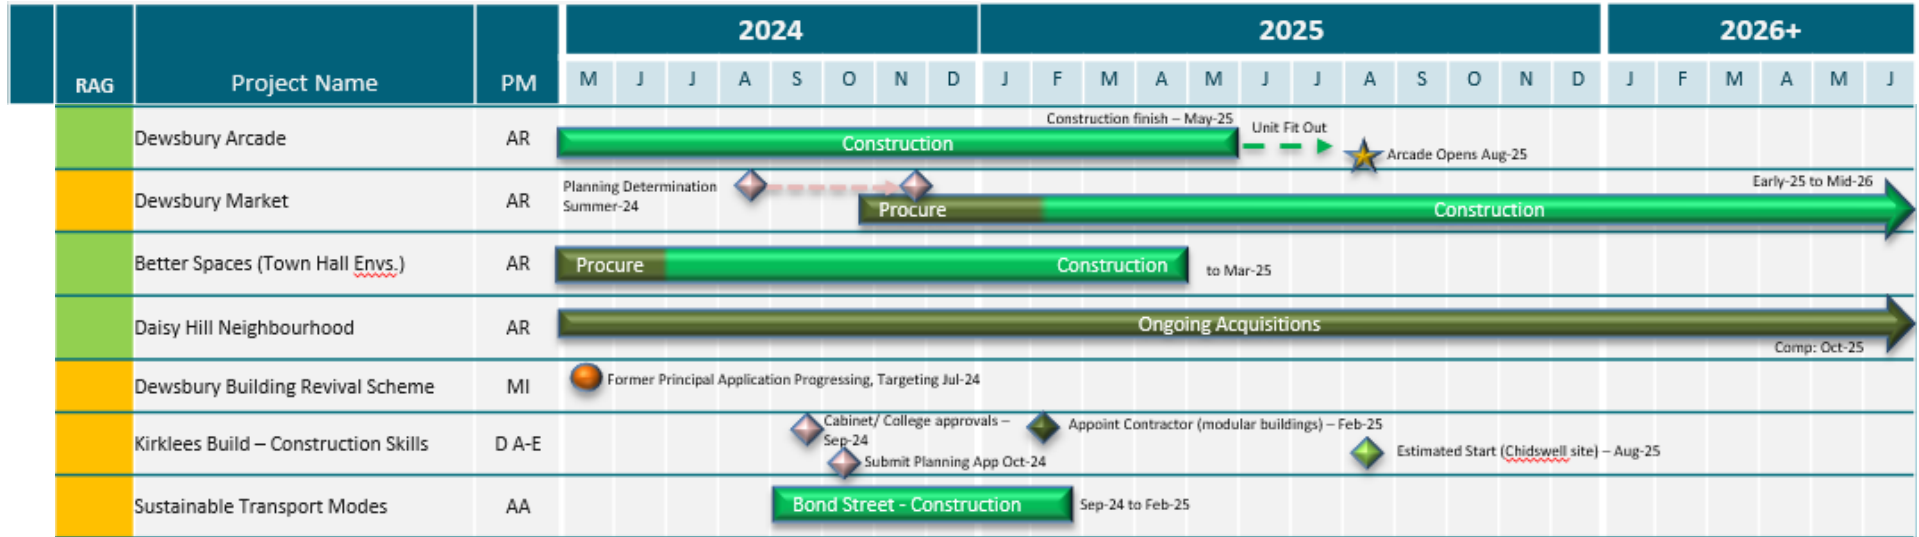 2024 2025 2026+
RAG Project Name PM M J J A S O N D J F M A M J J A S O N D J F M A M J
Construction finish – May-25
Unit Fit Out
Dewsbury Arcade AR Construction
Arcade Opens Aug-25
Planning Determination
Summer-24
Early-25 to Mid-26
Dewsbury Market AR Procure Construction
Better Spaces (Town Hall Envs.) AR Procure Construction to Mar-25
Daisy Hill Neighbourhood AR Ongoing Acquisitions
Comp: Oct-25
Dewsbury Building Revival Scheme MI Former Principal Application Progressing, Targeting Jul-24
Kirklees Build – Construction Skills D A-E
Cabinet/ College approvals –
Sep-24
Submit Planning App Oct-24
Appoint Contractor (modular buildings) – Feb-25
Estimated Start (Chidswell site) – Aug-25
Sustainable Transport Modes AA Bond Street - Construction Sep-24 to Feb-25